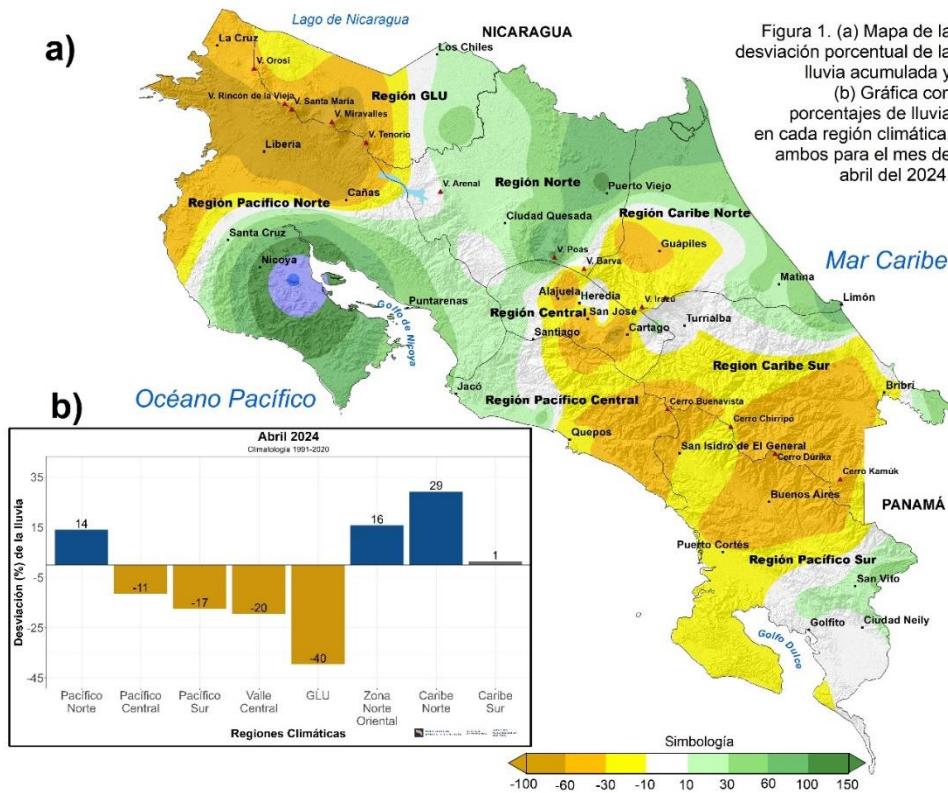 a)
Lago de Nicaragua
NICARAGUA
Figura 1. (a) Mapa de la
desviación porcentual de la
lluvia acumulada y
(b) Gráfica con
porcentajes de lluvia
en cada región climática,
ambos para el mes de
abril del 2024
La Cruz
Los Chiles
V. Orosi
V. Rincón de la Vieja
V. Santa María
Región GLU
V. Miravalles
V. Tenorio
Liberia
Región Norte
Puerto Viejo
V. Arenal
Cañas
Región Pacífico Norte
Ciudad Quesada
Región Caribe Norte
Santa Cruz
Guápiles
Mar Caribe
Nicoya
V. Poás
V. Barva
Matina
Alajuela
Heredia
Limón
Puntarenas
Golfo de Nicoya
Región Central
San José
V. Irazú
Turrialba
Santiago
Cartago
Region Caribe Sur
Océano Pacífico
Jacó
Región Pacífico Central
Bribrí
Cerro Buenavista
Cerro Chirripó
Quepos
San Isidro de El General
Cerro Dúrika
Cerro Kamúk
Buenos Aires
PANAMÁ
Puerto Cortés
Región Pacífico Sur
San Vito
Golfito
Ciudad Neily
Golfo Dulce
b)
Abril 2024
Climatología 1991-2020
Desviación (%) de la lluvia
35
15
-5
-25
-45
14
-11
-17
-20
-40
16
29
1
Pacífico
Norte
Pacífico
Central
Pacífico
Sur
Valle
Central
GLU
Zona
Norte
Oriental
Caribe
Norte
Caribe
Sur
Regiones Climáticas
Simbología
-100 -60 -30 -10 10 30 60 100 150